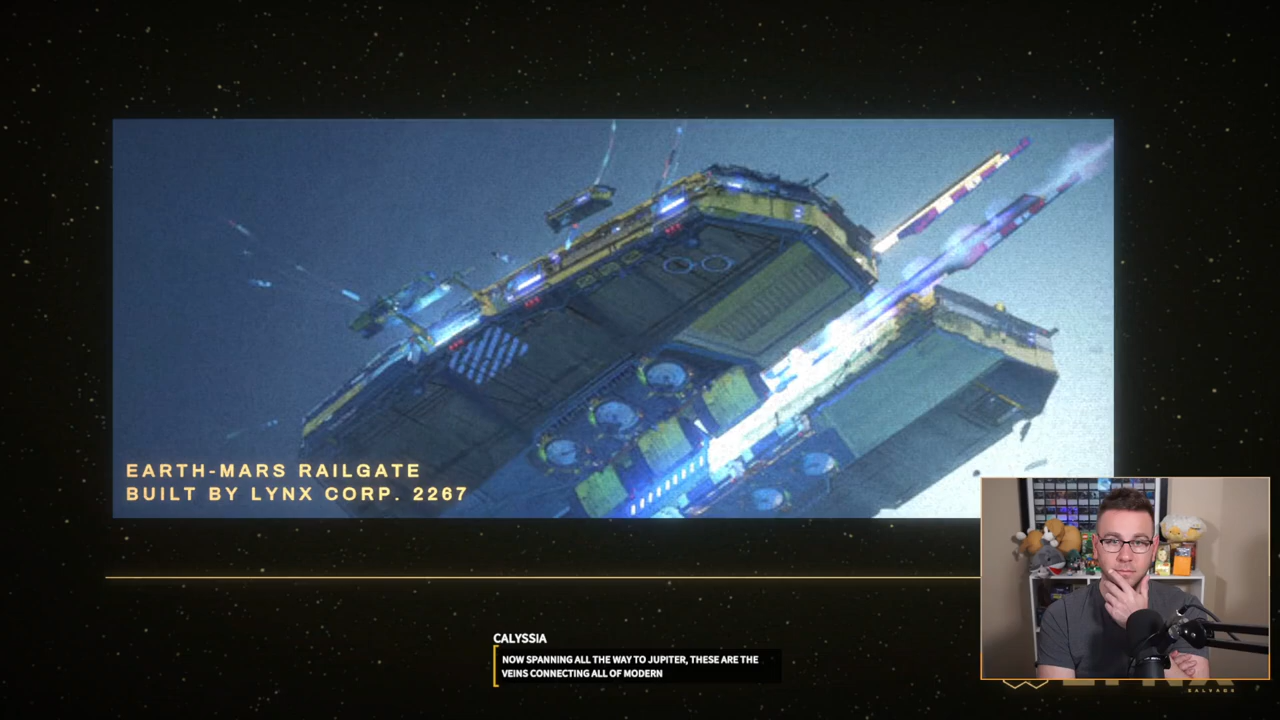 EARTH-MARS RAILGATE
BUILT BY LYNX CORP. 2267
CALYSSIA
NOW SPANNING ALL THE WAY TO JUPITER, THESE ARE THE
VEINS CONNECTING ALL OF MODERN
SALVAGE